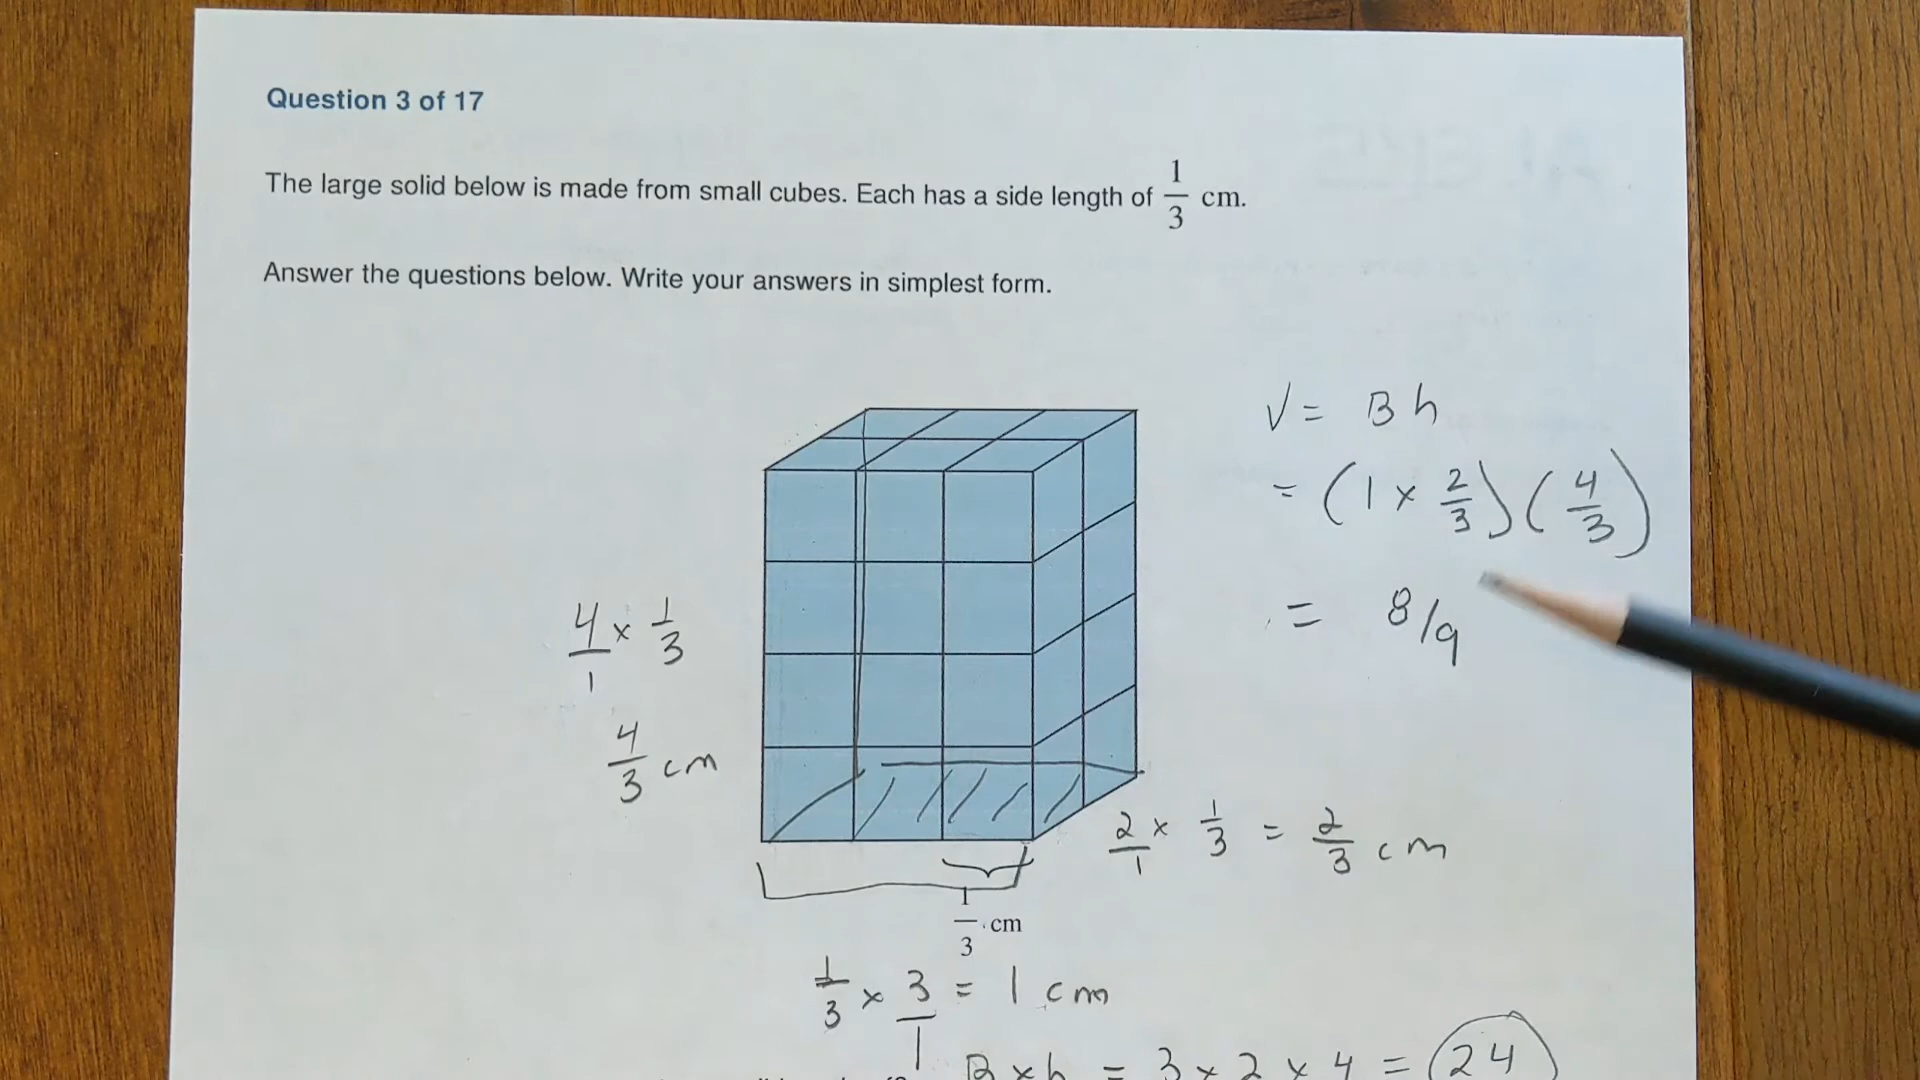 Question 3 of 17
The large solid below is made from small cubes. Each has a side length of 1/3 cm.
Answer the questions below. Write your answers in simplest form.
V = B h
= (1 × 2/3)(4/3)
= 8/9
4/1 × 1/3
4/3 cm
2/1 × 1/3 = 2/3 cm
1/3 cm
1/3 × 3/1 = 1 cm
B × h = 3 × 2 × 4 = 24